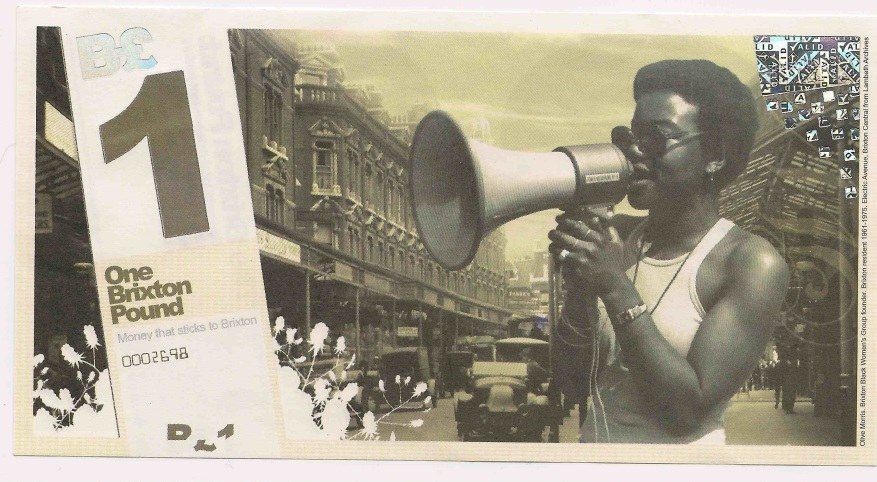 B£
1
One
Brixton
Pound
Money that sticks to Brixton
0002698
VALID
Olive Morris. Brixton Black Women's Group founder. Brixton resident 1961-1975. Electric Avenue, Brixton Central from Lambeth Archives